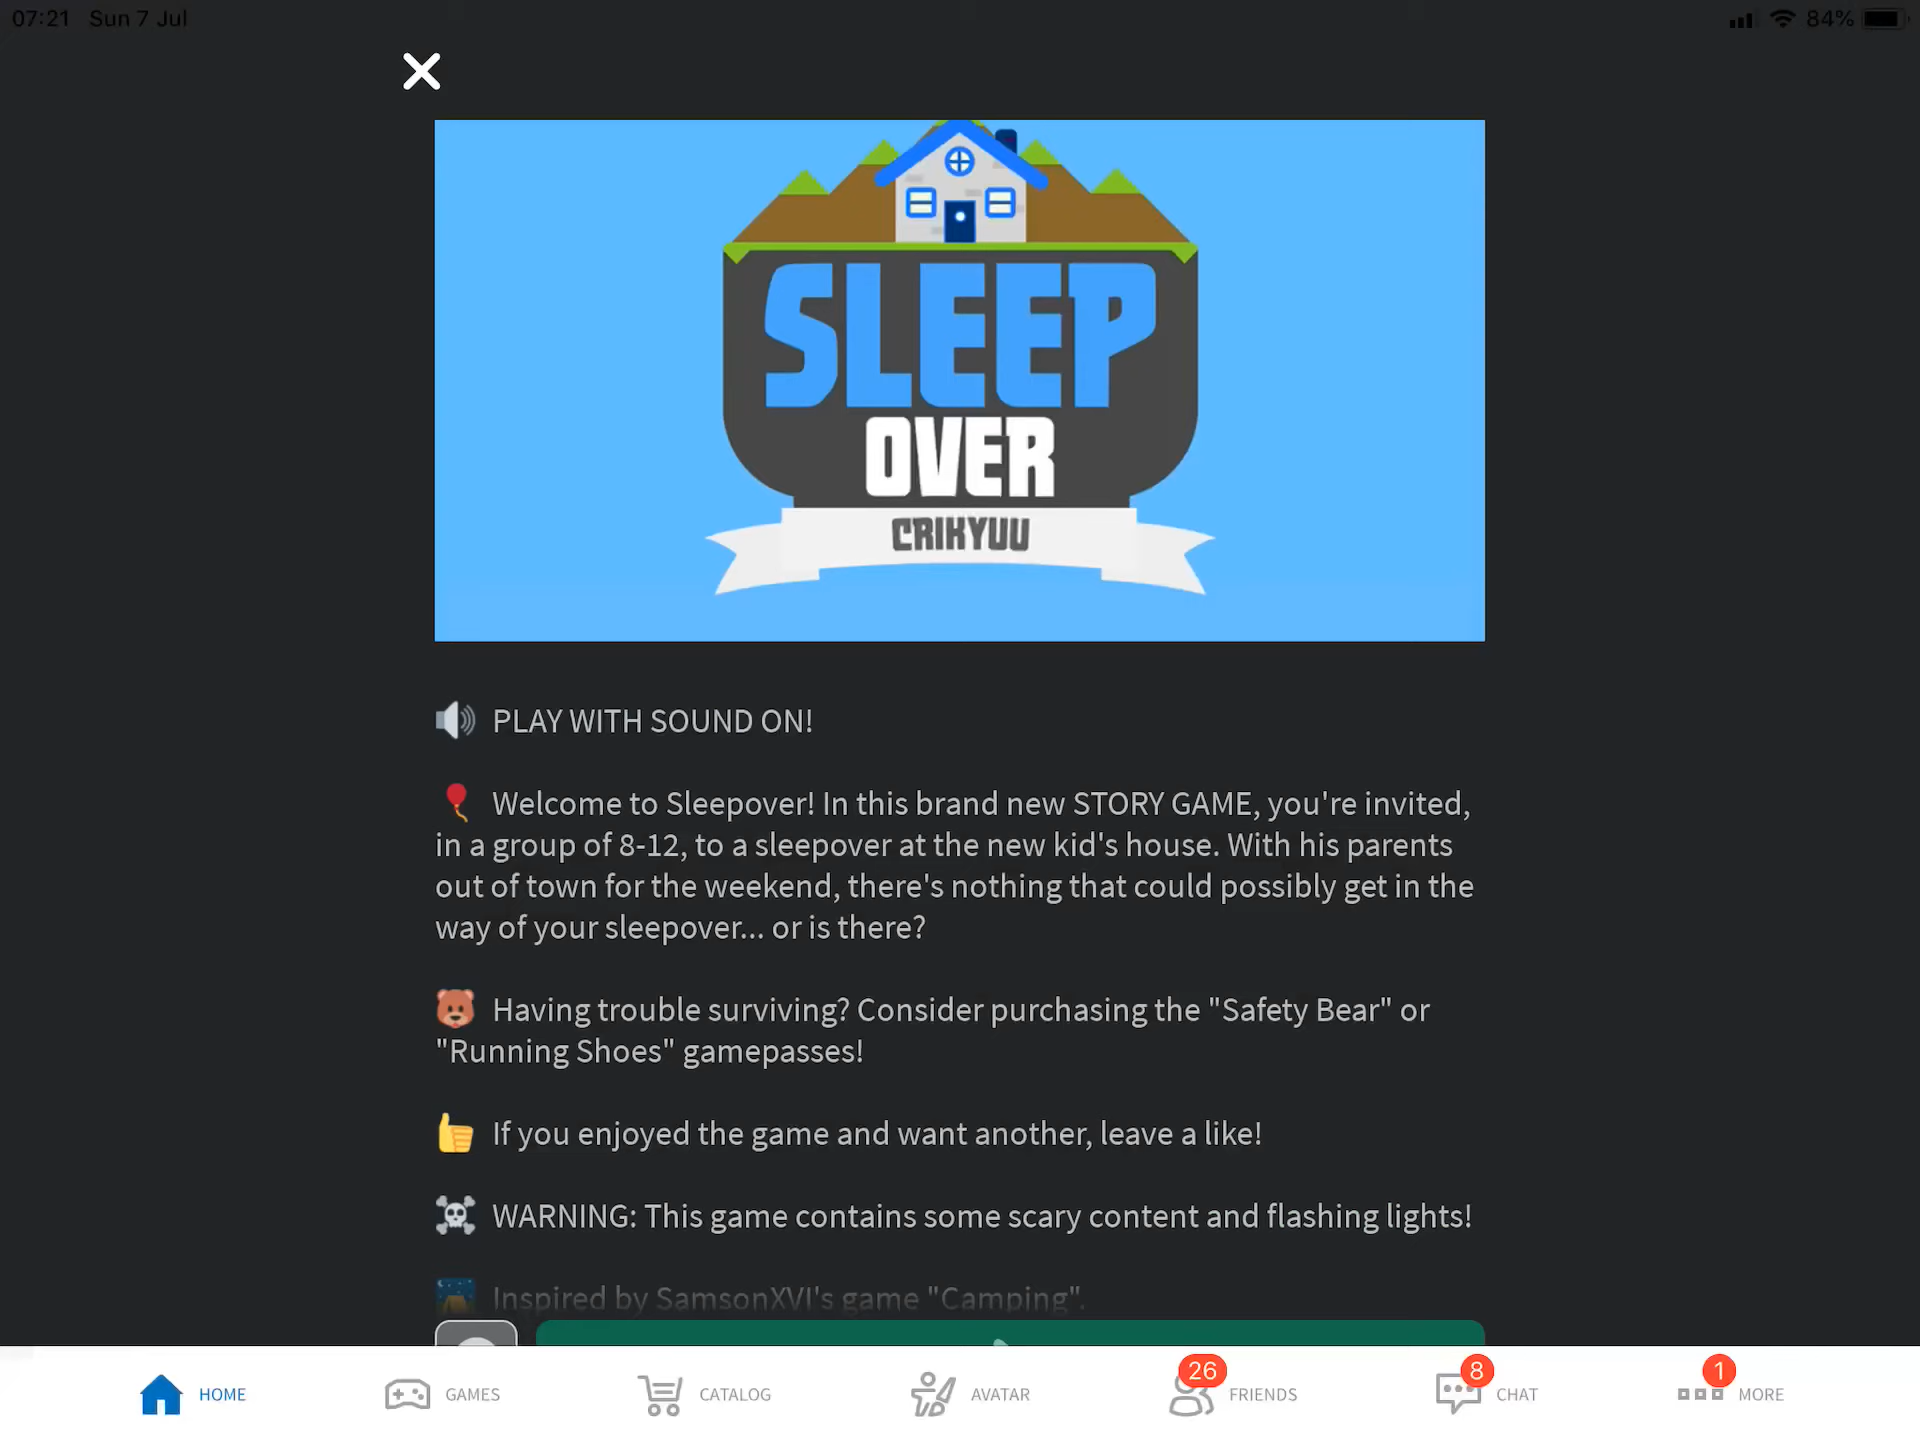 07:21 Sun 7 Jul
84%
SLEEP
OVER
CRIKYUU
PLAY WITH SOUND ON!
Welcome to Sleepover! In this brand new STORY GAME, you're invited,
in a group of 8-12, to a sleepover at the new kid's house. With his parents
out of town for the weekend, there's nothing that could possibly get in the
way of your sleepover... or is there?
Having trouble surviving? Consider purchasing the "Safety Bear" or
"Running Shoes" gamepasses!
If you enjoyed the game and want another, leave a like!
WARNING: This game contains some scary content and flashing lights!
Inspired by SamsonXVI's game "Camping".
HOME
GAMES
CATALOG
AVATAR
26
FRIENDS
8
CHAT
1
MORE